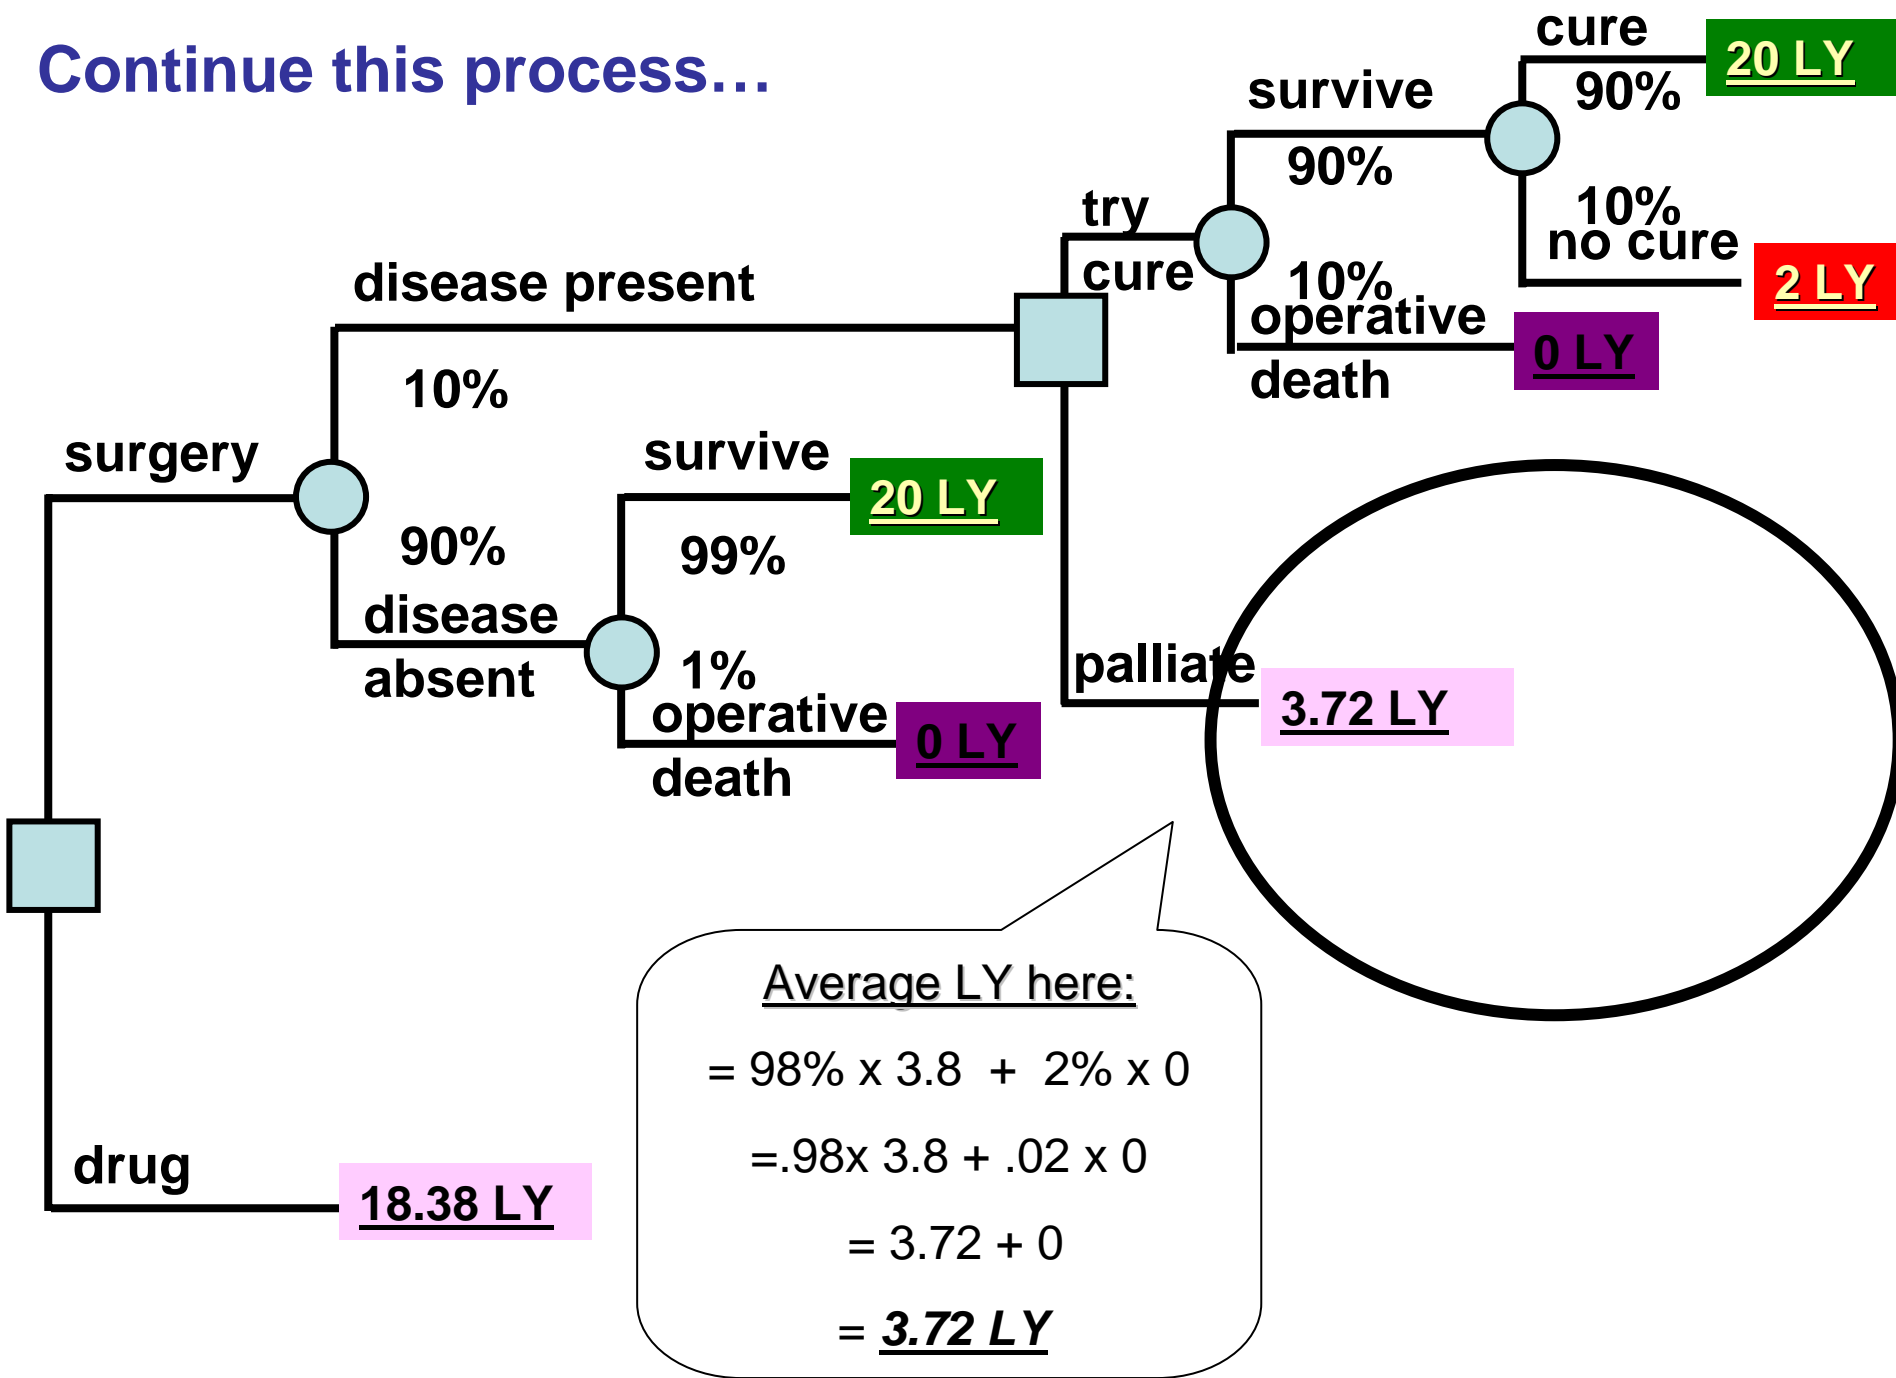 Continue this process…
cure
20 LY
90%
survive
90%
10%
no cure
2 LY
try
cure
10%
operative
death
0 LY
disease present
10%
surgery
survive
20 LY
99%
90%
disease
absent
1%
operative
death
0 LY
palliate
3.72 LY
drug
18.38 LY
Average LY here:
= 98% x 3.8 + 2% x 0
=.98x 3.8 + .02 x 0
= 3.72 + 0
= 3.72 LY